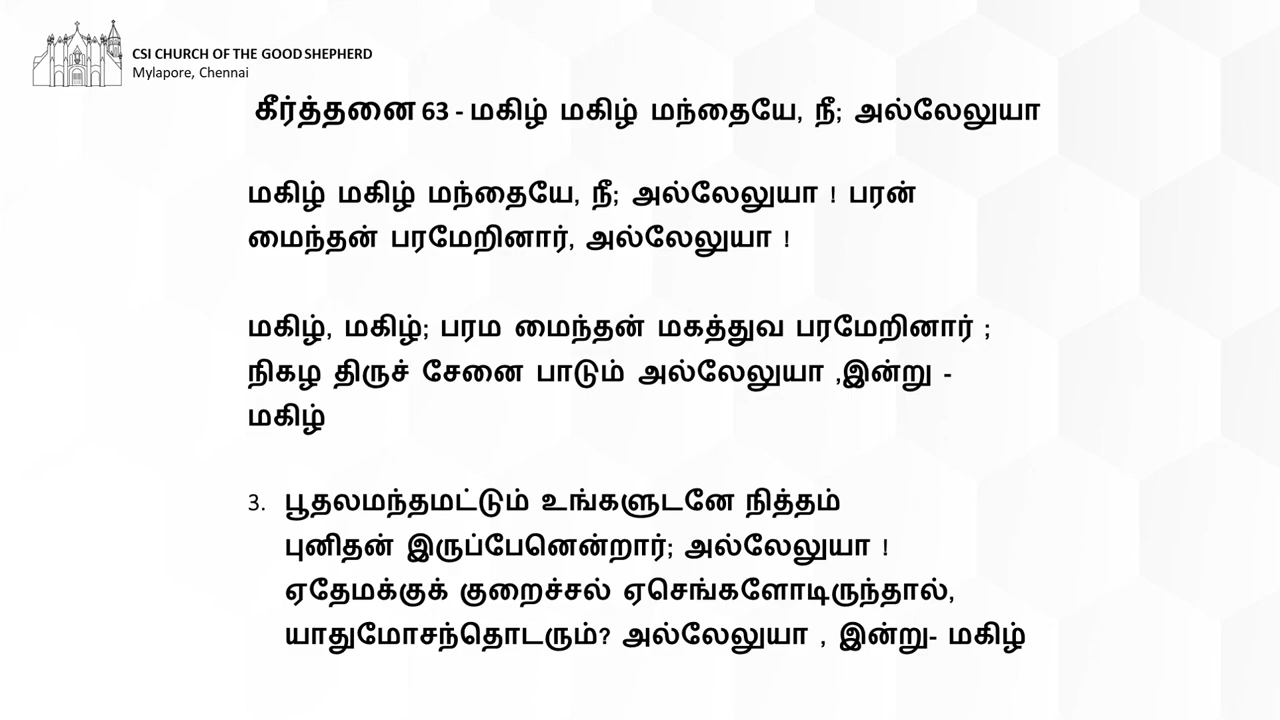 CSI CHURCH OF THE GOOD SHEPHERD
Mylapore, Chennai
கீர்த்தனை 63 - மகிழ் மகிழ் மந்தையே, நீ; அல்லேலுயா
மகிழ் மகிழ் மந்தையே, நீ; அல்லேலுயா ! பரன்
மைந்தன் பரமேறினார், அல்லேலுயா !
மகிழ், மகிழ்; பரம மைந்தன் மகத்துவ பரமேறினார் ;
நிகழ திருச் சேனை பாடும் அல்லேலுயா ,இன்று -
மகிழ்
3. பூதலமந்தமட்டும் உங்களுடனே நித்தம்
புனிதன் இருப்பேனென்றார்; அல்லேலுயா !
ஏதேமக்குக் குறைச்சல் ஏசெங்களோடிருந்தால்,
யாதுமோசந்தொடரும்? அல்லேலுயா , இன்று- மகிழ்